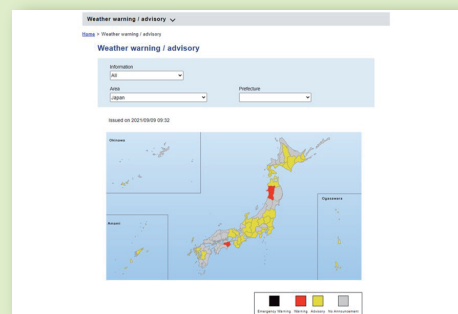 Weather warning / advisory
Home > Weather warning / advisory
Weather warning / advisory
Information
All
Area
Japan
Prefecture
Issued on 2021/09/09 09:32
Okinawa
Ogasawara
Amami
Emergency Warning Warning Advisory No Announcement